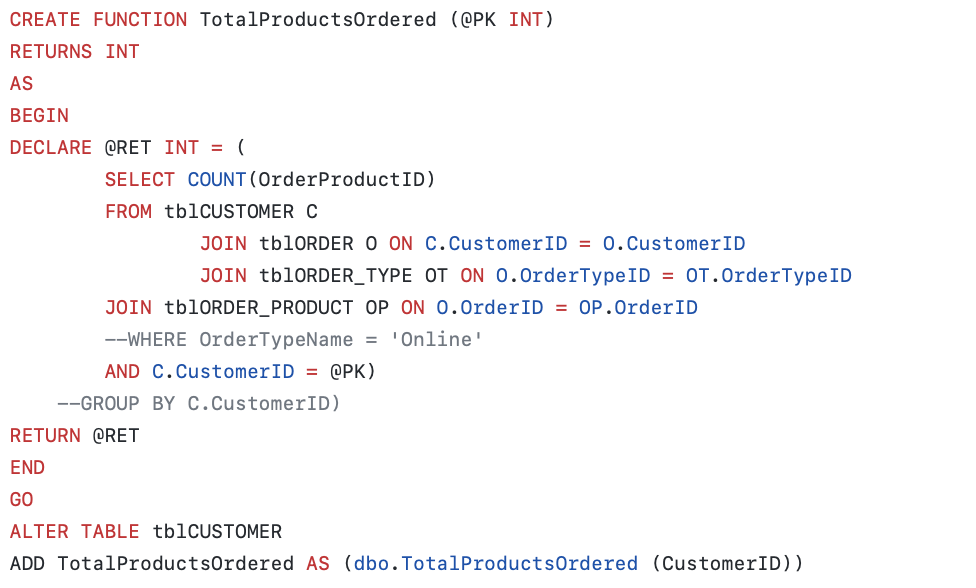 CREATE FUNCTION TotalProductsOrdered (@PK INT)
RETURNS INT
AS
BEGIN
DECLARE @RET INT = (
        SELECT COUNT(OrderProductID)
        FROM tblCUSTOMER C
                JOIN tblORDER O ON C.CustomerID = O.CustomerID
                JOIN tblORDER_TYPE OT ON O.OrderTypeID = OT.OrderTypeID
        JOIN tblORDER_PRODUCT OP ON O.OrderID = OP.OrderID
        --WHERE OrderTypeName = 'Online'
        AND C.CustomerID = @PK)
    --GROUP BY C.CustomerID)
RETURN @RET
END
GO
ALTER TABLE tblCUSTOMER
ADD TotalProductsOrdered AS (dbo.TotalProductsOrdered (CustomerID))